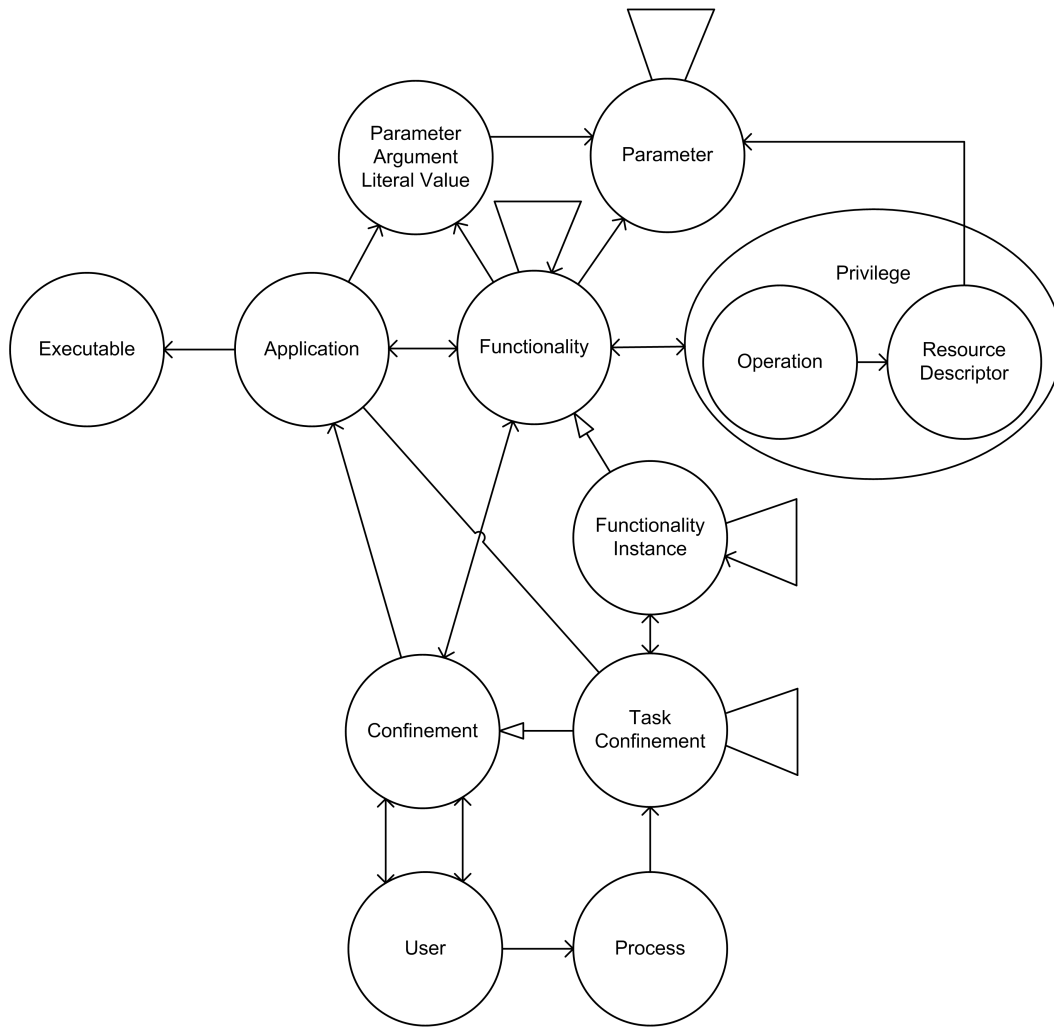 Parameter
Argument
Literal Value
Parameter
Privilege
Executable
Application
Functionality
Operation
Resource
Descriptor
Functionality
Instance
Confinement
Task
Confinement
User
Process